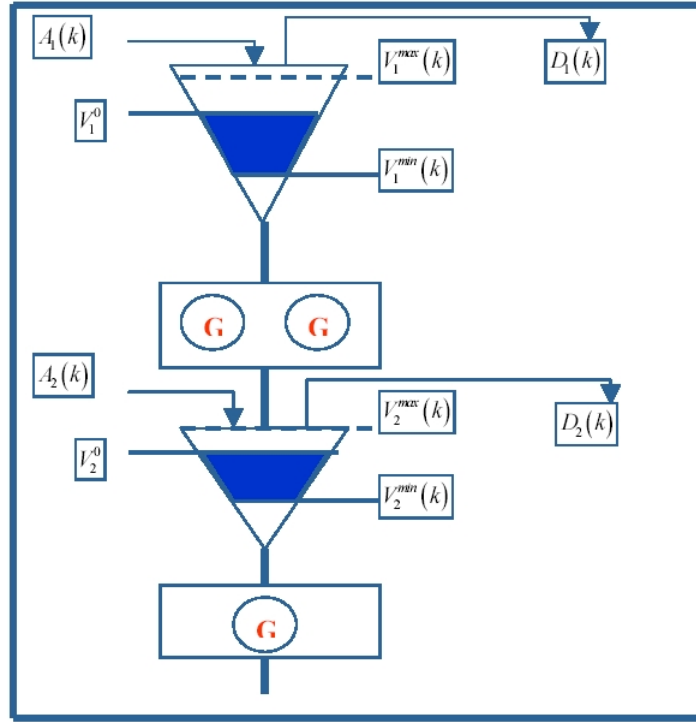 A₁(k)
V₁ᵐᵃˣ(k)
D₁(k)
V₁⁰
V₁ᵐⁱⁿ(k)
G G
A₂(k)
V₂ᵐᵃˣ(k)
D₂(k)
V₂⁰
V₂ᵐⁱⁿ(k)
G